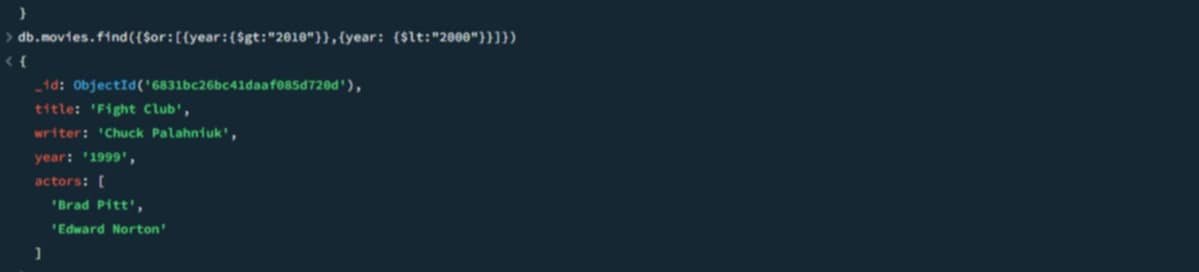 }
> db.movies.find({$or:[{year:{$gt:"2010"}},{year: {$lt:"2000"}}]})
< {
_id: ObjectId('6831bc26bc41daaf085d720d'),
title: 'Fight Club',
writer: 'Chuck Palahniuk',
year: '1999',
actors: [
'Brad Pitt',
'Edward Norton'
]